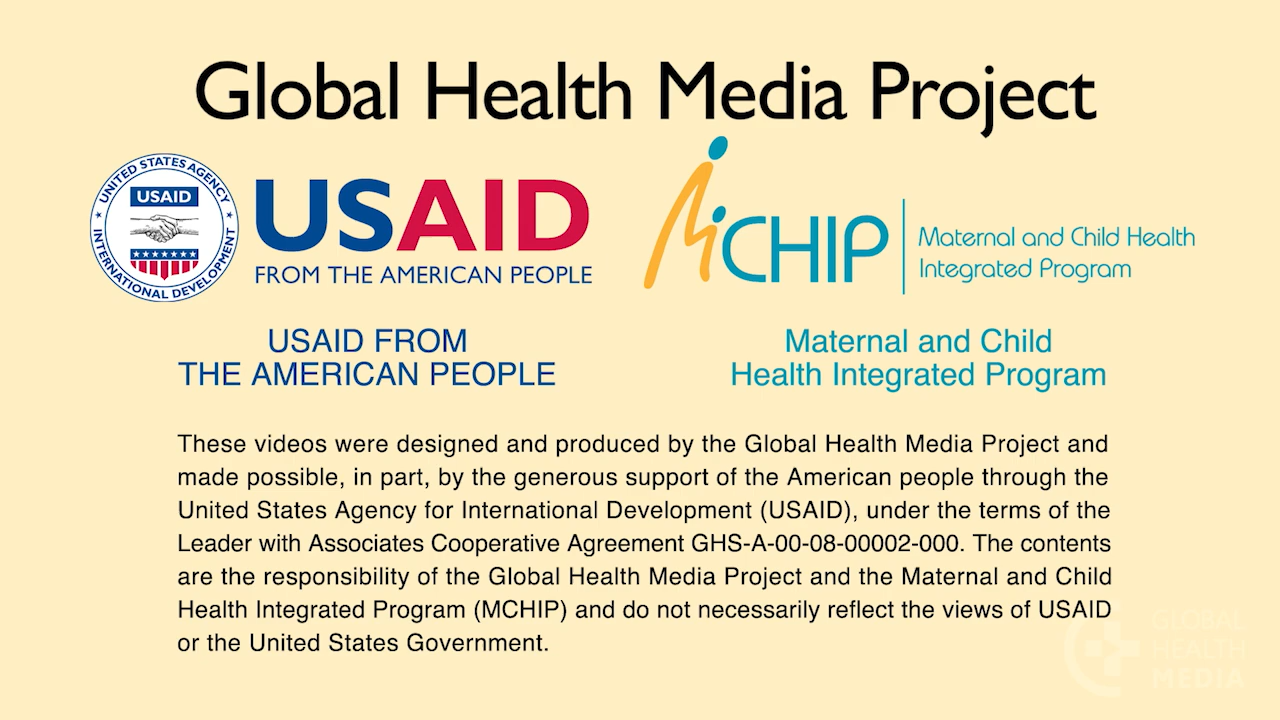 Global Health Media Project
UNITED STATES AGENCY
USAID
INTERNATIONAL DEVELOPMENT
USAID
FROM THE AMERICAN PEOPLE
MCHIP
Maternal and Child Health
Integrated Program
USAID FROM
THE AMERICAN PEOPLE
Maternal and Child
Health Integrated Program
These videos were designed and produced by the Global Health Media Project and
made possible, in part, by the generous support of the American people through the
United States Agency for International Development (USAID), under the terms of the
Leader with Associates Cooperative Agreement GHS-A-00-08-00002-000. The contents
are the responsibility of the Global Health Media Project and the Maternal and Child
Health Integrated Program (MCHIP) and do not necessarily reflect the views of USAID
or the United States Government.
GLOBAL
HEALTH
MEDIA